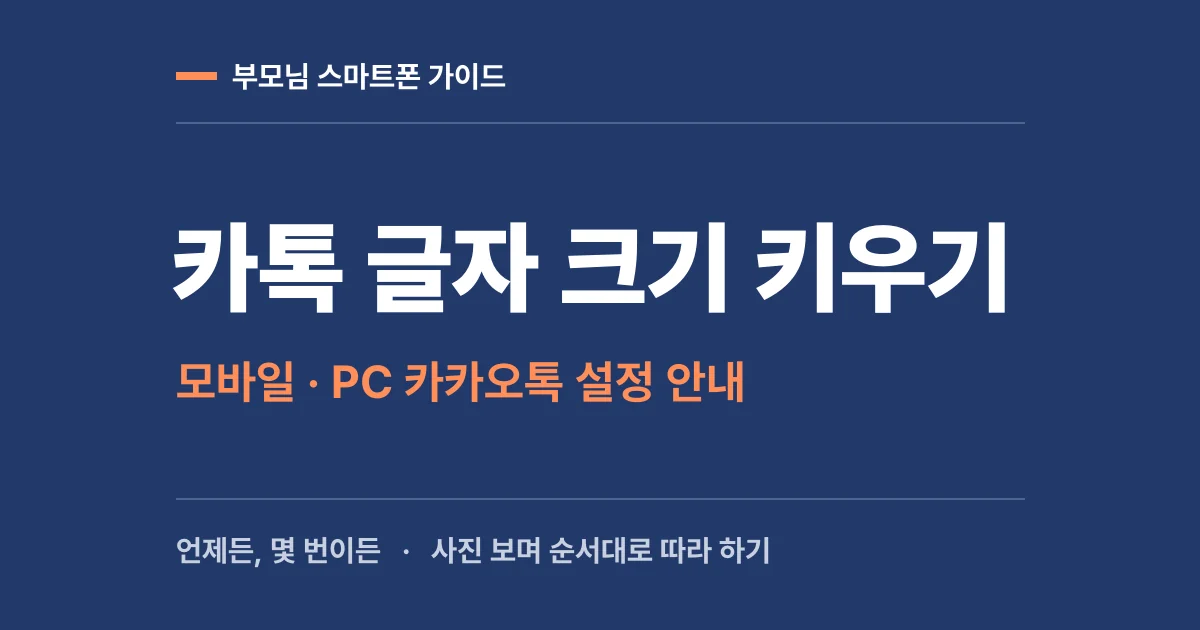 부모님 스마트폰 가이드
카톡 글자 크기 키우기
모바일 · PC 카카오톡 설정 안내
언제든, 몇 번이든 · 사진 보며 순서대로 따라 하기